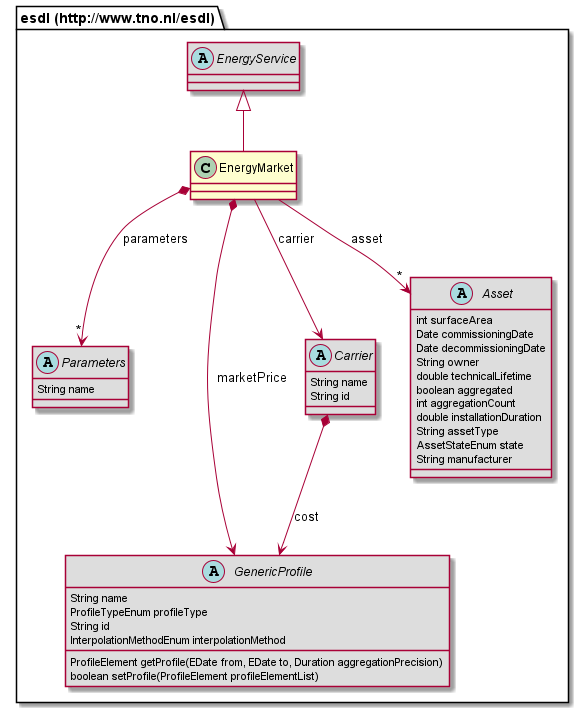 esdl (http://www.tno.nl/esdl)
A EnergyService
C EnergyMarket
parameters
carrier
asset
*
*
A Asset
int surfaceArea
Date commissioningDate
Date decommissioningDate
String owner
double technicalLifetime
boolean aggregated
int aggregationCount
double installationDuration
String assetType
AssetStateEnum state
String manufacturer
A Parameters
String name
marketPrice
A Carrier
String name
String id
cost
A GenericProfile
String name
ProfileTypeEnum profileType
String id
InterpolationMethodEnum interpolationMethod
ProfileElement getProfile(EDate from, EDate to, Duration aggregationPrecision)
boolean setProfile(ProfileElement profileElementList)